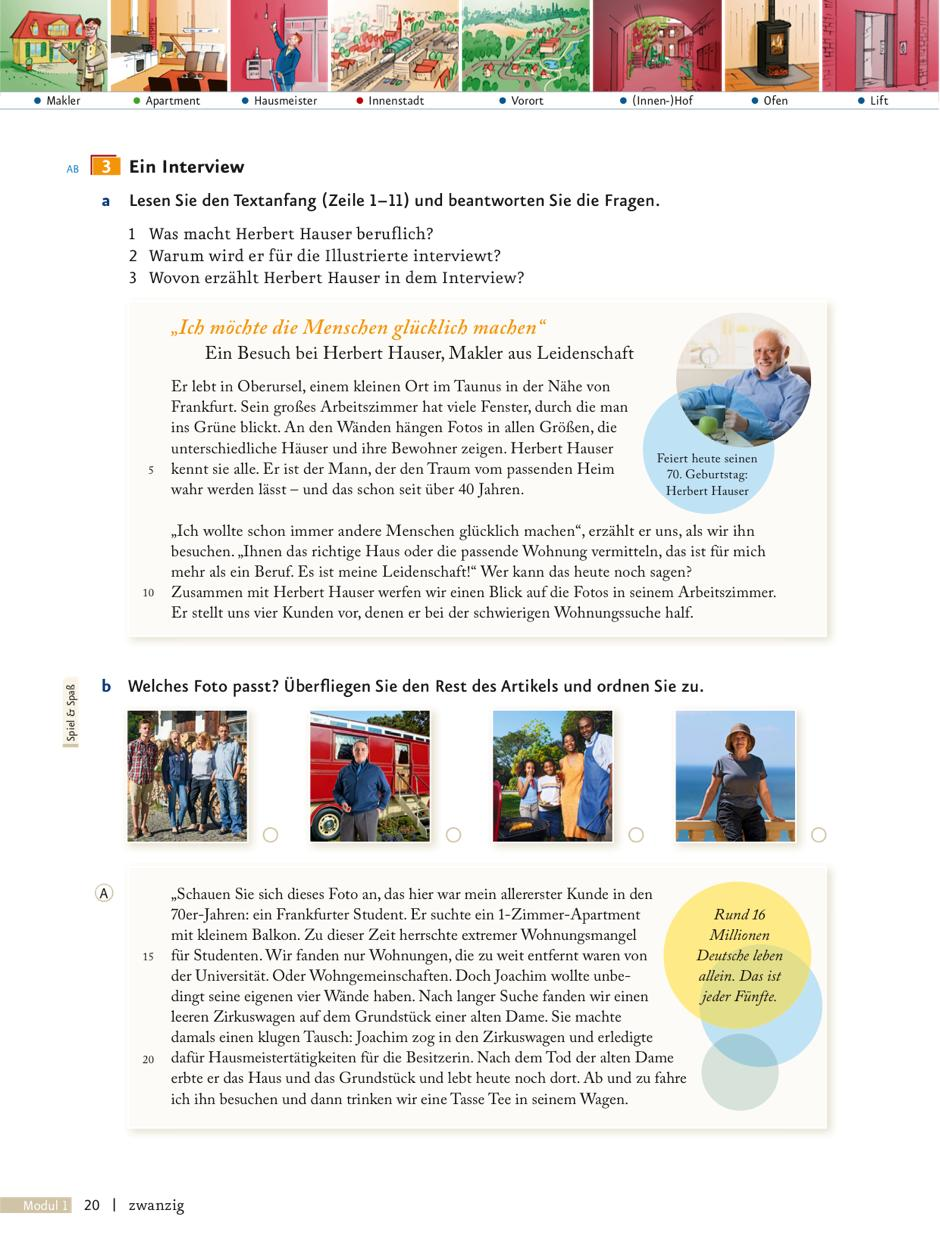 Makler
Apartment
Hausmeister
Innenstadt
Vorort
(Innen-)Hof
Ofen
Lift
AB
3
Ein Interview
a Lesen Sie den Textanfang (Zeile 1–11) und beantworten Sie die Fragen.
1 Was macht Herbert Hauser beruflich?
2 Warum wird er für die Illustrierte interviewt?
3 Wovon erzählt Herbert Hauser in dem Interview?
„Ich möchte die Menschen glücklich machen“
Ein Besuch bei Herbert Hauser, Makler aus Leidenschaft
Er lebt in Oberursel, einem kleinen Ort im Taunus in der Nähe von
Frankfurt. Sein großes Arbeitszimmer hat viele Fenster, durch die man
ins Grüne blickt. An den Wänden hängen Fotos in allen Größen, die
unterschiedliche Häuser und ihre Bewohner zeigen. Herbert Hauser
5 kennt sie alle. Er ist der Mann, der den Traum vom passenden Heim
wahr werden lässt – und das schon seit über 40 Jahren.
Feiert heute seinen
70. Geburtstag:
Herbert Hauser
„Ich wollte schon immer andere Menschen glücklich machen“, erzählt er uns, als wir ihn
besuchen. „Ihnen das richtige Haus oder die passende Wohnung vermitteln, das ist für mich
mehr als ein Beruf. Es ist meine Leidenschaft!“ Wer kann das heute noch sagen?
10 Zusammen mit Herbert Hauser werfen wir einen Blick auf die Fotos in seinem Arbeitszimmer.
Er stellt uns vier Kunden vor, denen er bei der schwierigen Wohnungssuche half.
Spiel & Spaß
b Welches Foto passt? Überfliegen Sie den Rest des Artikels und ordnen Sie zu.
A
„Schauen Sie sich dieses Foto an, das hier war mein allererster Kunde in den
70er-Jahren: ein Frankfurter Student. Er suchte ein 1-Zimmer-Apartment
mit kleinem Balkon. Zu dieser Zeit herrschte extremer Wohnungsmangel
15 für Studenten. Wir fanden nur Wohnungen, die zu weit entfernt waren von
der Universität. Oder Wohngemeinschaften. Doch Joachim wollte unbe-
dingt seine eigenen vier Wände haben. Nach langer Suche fanden wir einen
leeren Zirkuswagen auf dem Grundstück einer alten Dame. Sie machte
damals einen klugen Tausch: Joachim zog in den Zirkuswagen und erledigte
20 dafür Hausmeistertätigkeiten für die Besitzerin. Nach dem Tod der alten Dame
erbte er das Haus und das Grundstück und lebt heute noch dort. Ab und zu fahre
ich ihn besuchen und dann trinken wir eine Tasse Tee in seinem Wagen.
Rund 16
Millionen
Deutsche leben
allein. Das ist
jeder Fünfte.
Modul 1 20 | zwanzig